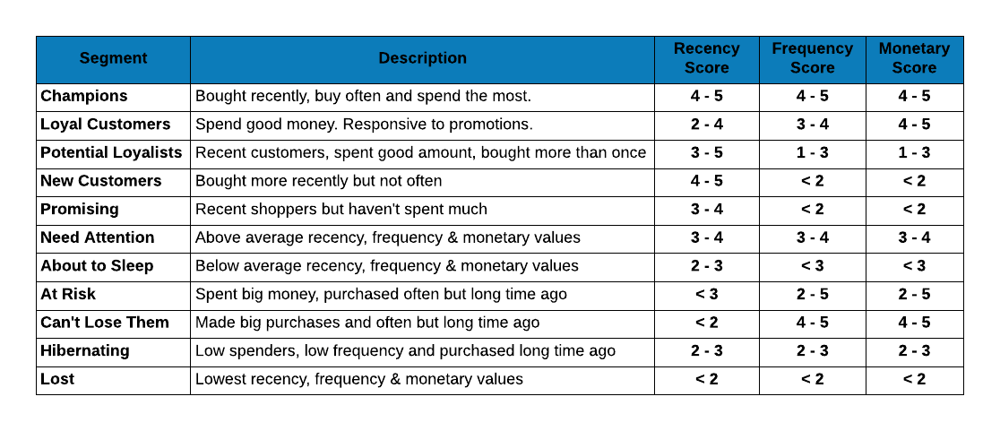 Segment Description Recency Score Frequency Score Monetary Score
Champions Bought recently, buy often and spend the most. 4 - 5 4 - 5 4 - 5
Loyal Customers Spend good money. Responsive to promotions. 2 - 4 3 - 4 4 - 5
Potential Loyalists Recent customers, spent good amount, bought more than once 3 - 5 1 - 3 1 - 3
New Customers Bought more recently but not often 4 - 5 < 2 < 2
Promising Recent shoppers but haven't spent much 3 - 4 < 2 < 2
Need Attention Above average recency, frequency & monetary values 3 - 4 3 - 4 3 - 4
About to Sleep Below average recency, frequency & monetary values 2 - 3 < 3 < 3
At Risk Spent big money, purchased often but long time ago < 3 2 - 5 2 - 5
Can't Lose Them Made big purchases and often but long time ago < 2 4 - 5 4 - 5
Hibernating Low spenders, low frequency and purchased long time ago 2 - 3 2 - 3 2 - 3
Lost Lowest recency, frequency & monetary values < 2 < 2 < 2